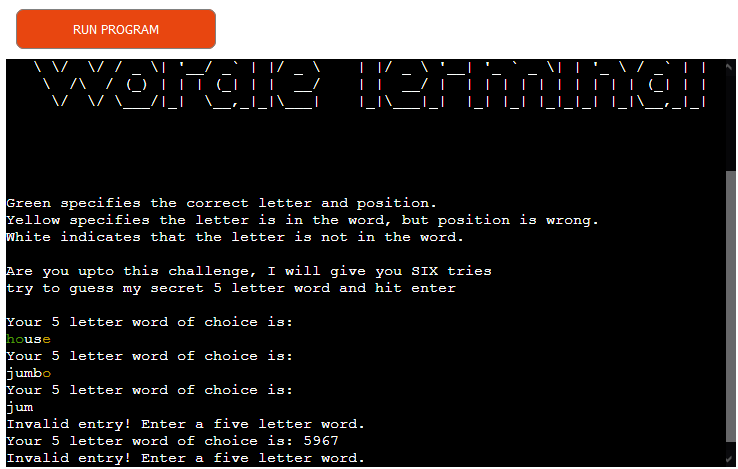 RUN PROGRAM
Wordle Terminal
Green specifies the correct letter and position.
Yellow specifies the letter is in the word, but position is wrong.
White indicates that the letter is not in the word.
Are you upto this challenge, I will give you SIX tries
try to guess my secret 5 letter word and hit enter
Your 5 letter word of choice is:
house
Your 5 letter word of choice is:
jumbo
Your 5 letter word of choice is:
jum
Invalid entry! Enter a five letter word.
Your 5 letter word of choice is: 5967
Invalid entry! Enter a five letter word.